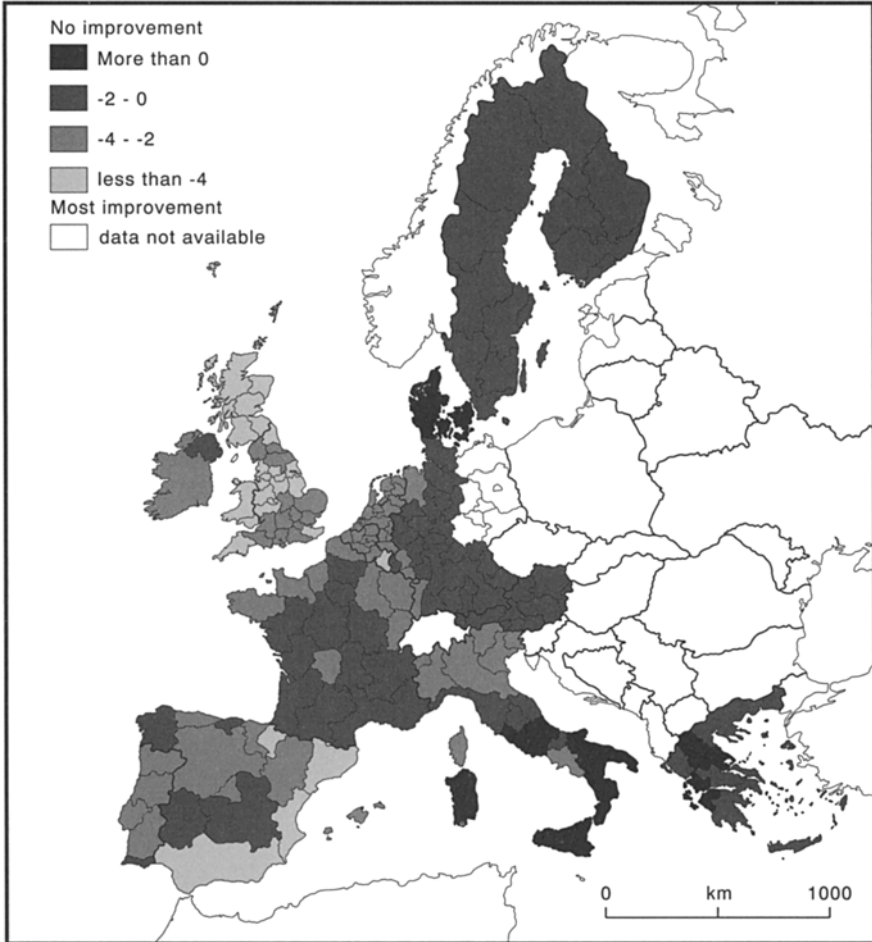 No improvement
More than 0
-2 - 0
-4 - -2
less than -4
Most improvement
data not available
0 km 1000